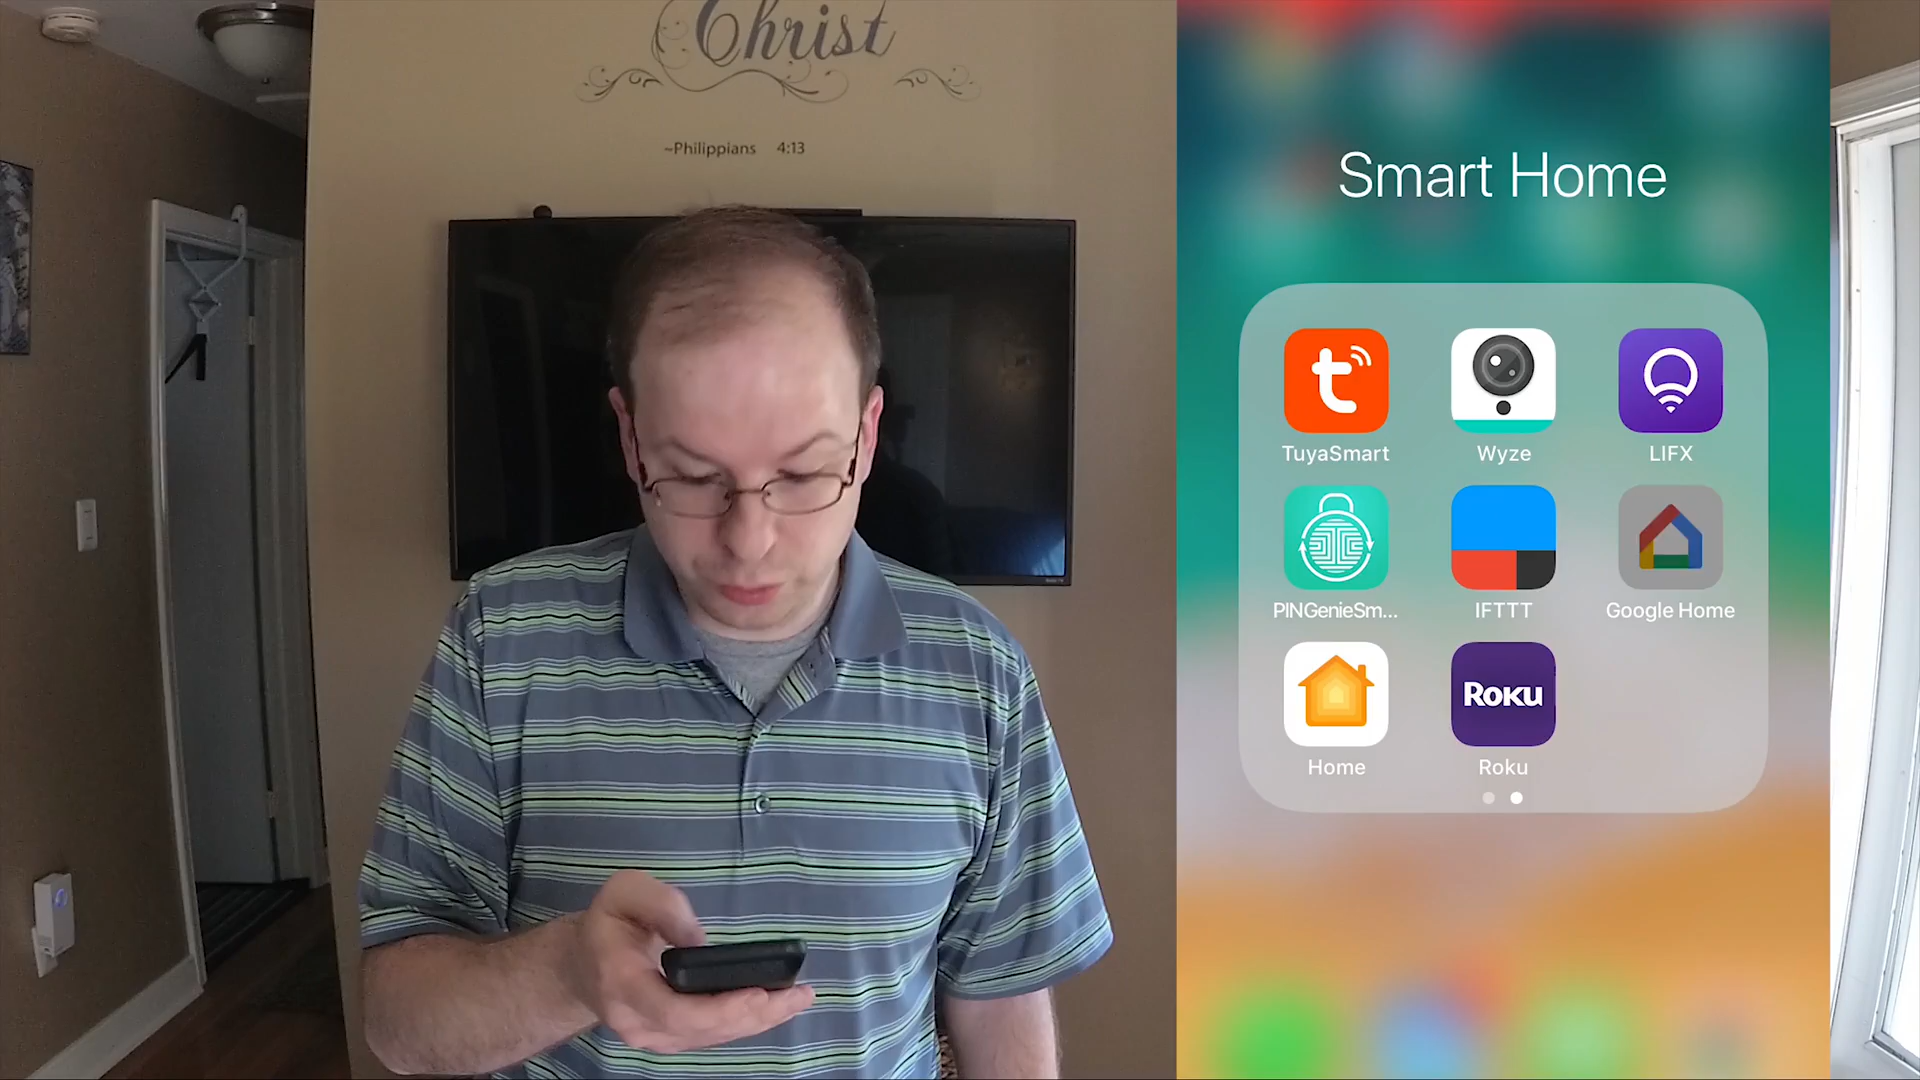 Christ
~Philippians 4:13
Smart Home
TuyaSmart
Wyze
LIFX
PINGenieSm...
IFTTT
Google Home
Roku
Home
Roku